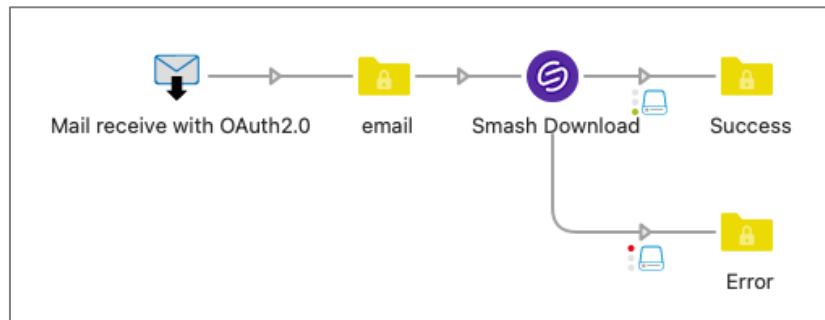 Mail receive with OAuth2.0
email
Smash Download
Success
Error